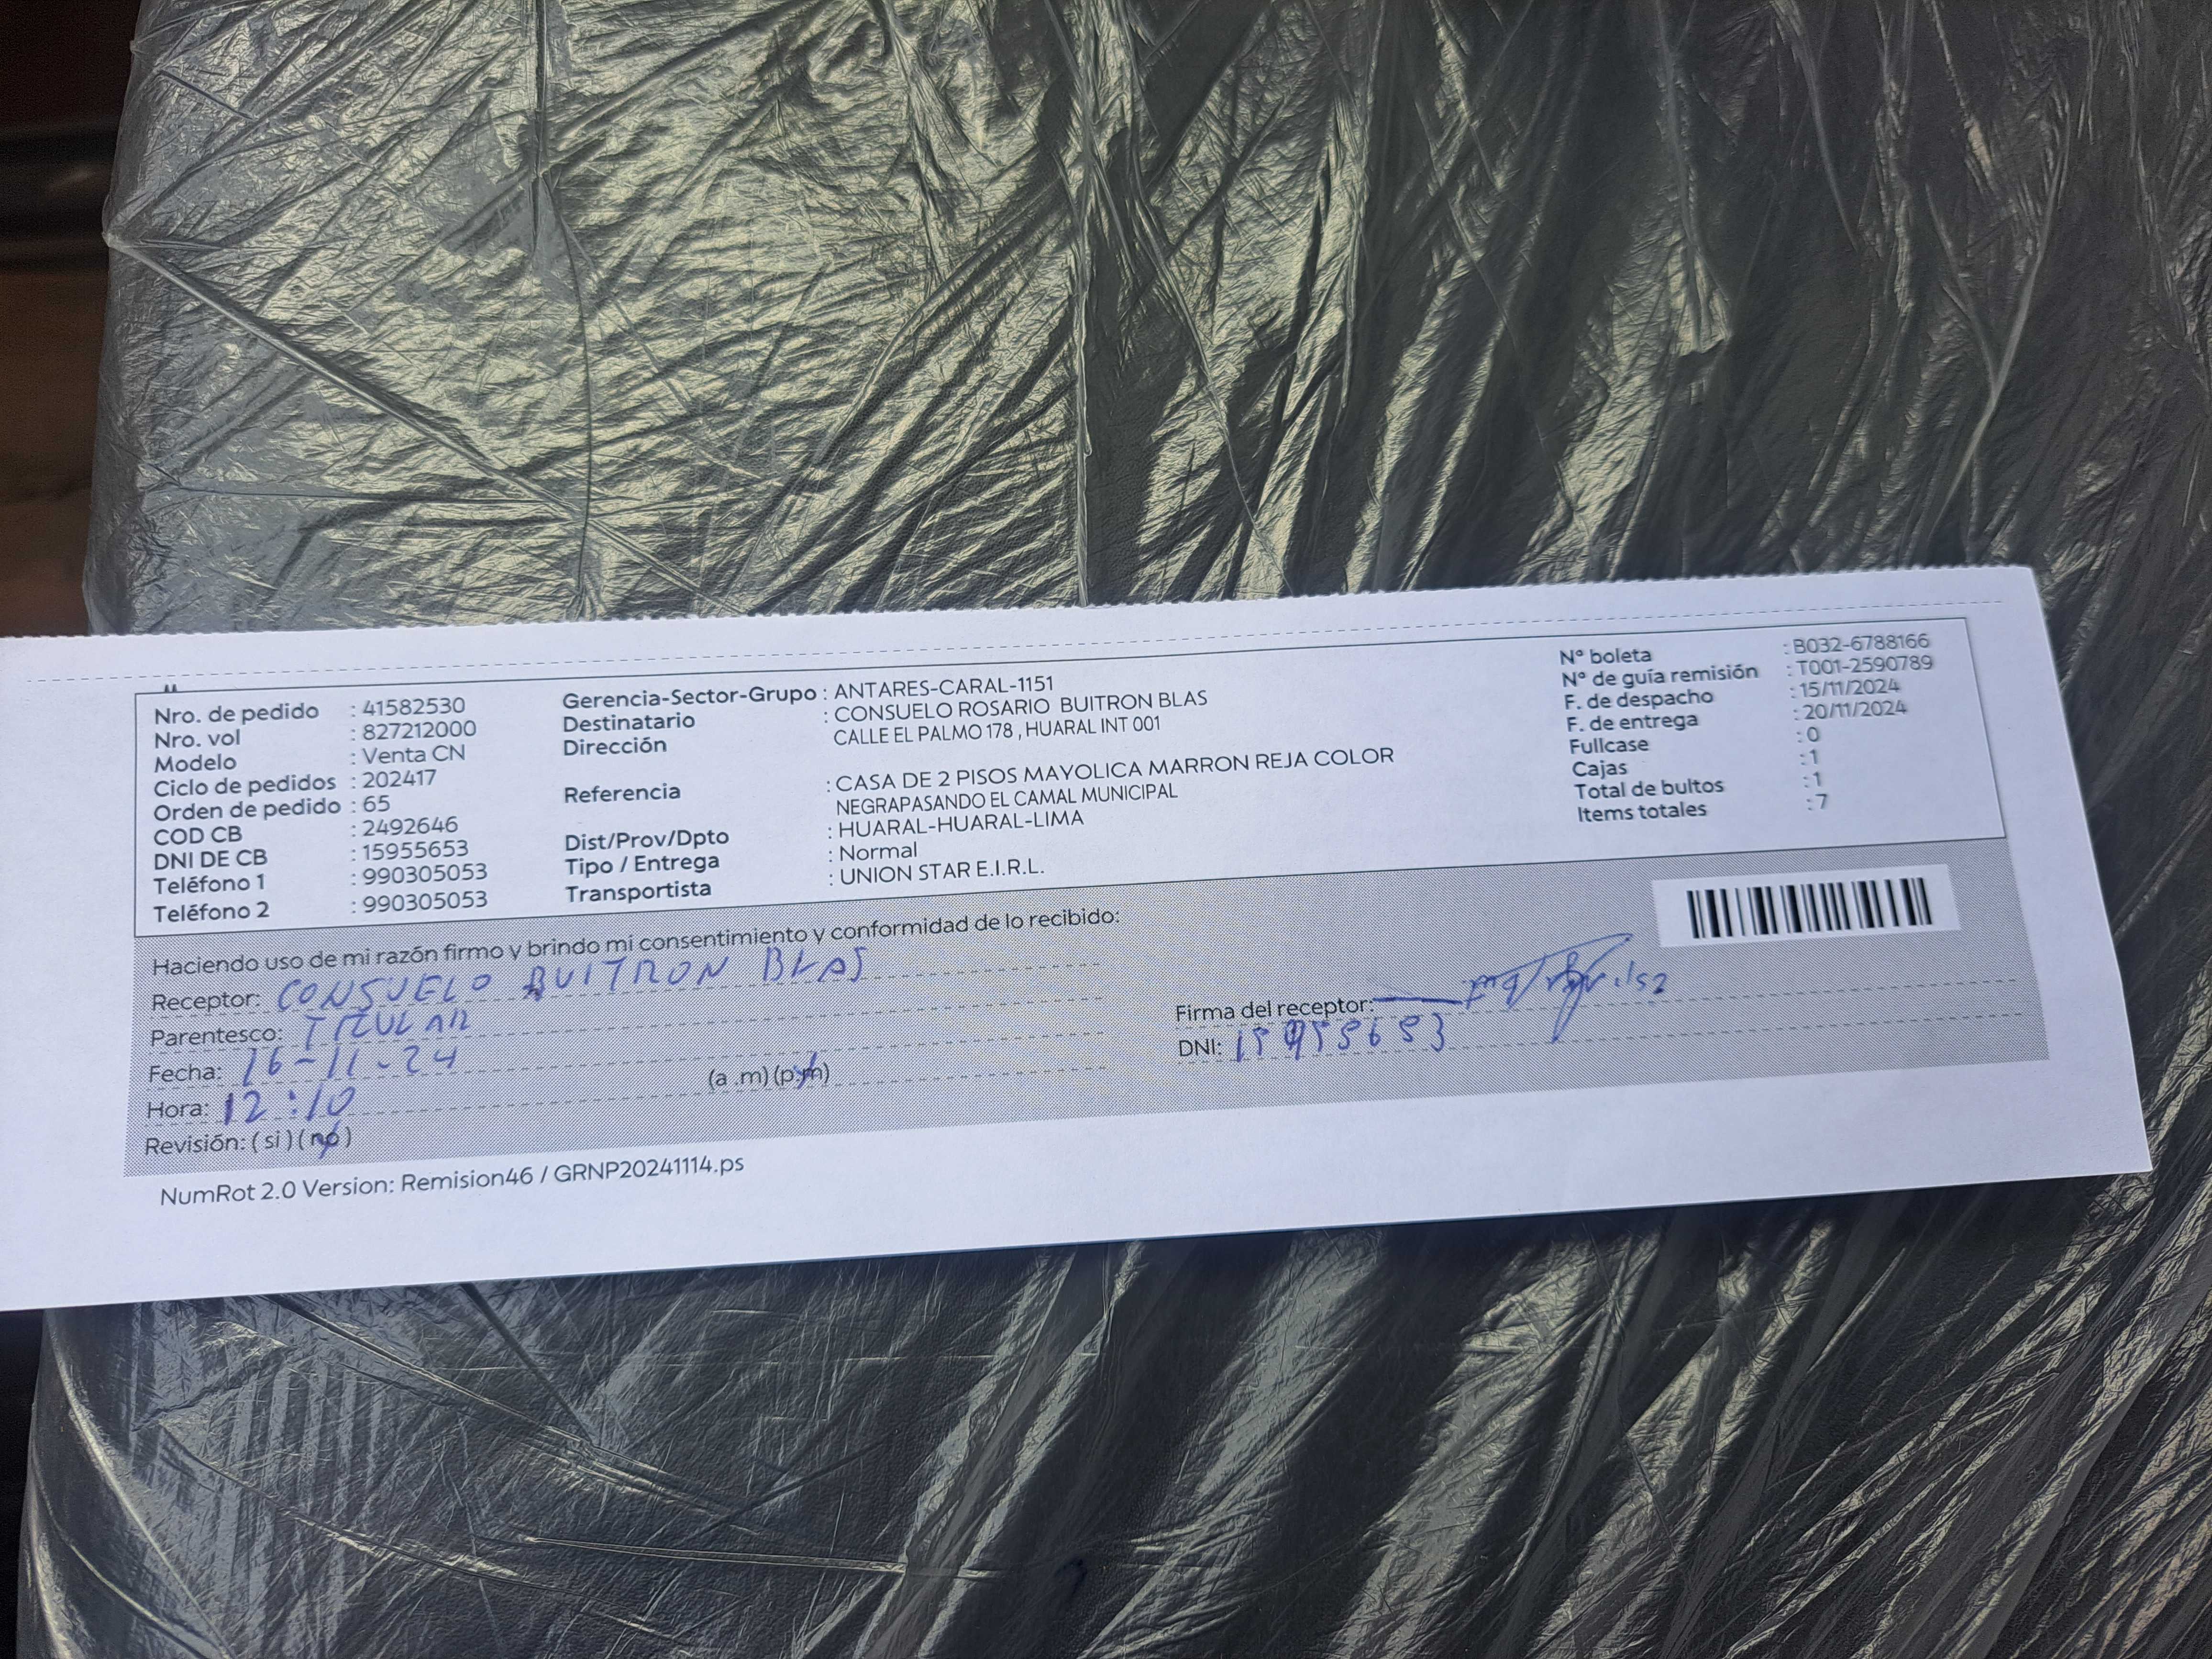 Nro. de pedido : 41582530
Nro. vol : 827212000
Modelo : Venta CN
Ciclo de pedidos : 202417
Orden de pedido : 65
COD CB : 2492646
DNI DE CB : 15955653
Teléfono 1 : 990305053
Teléfono 2 : 990305053
Gerencia-Sector-Grupo : ANTARES-CARAL-1151
Destinatario : CONSUELO ROSARIO BUITRON BLAS
Dirección CALLE EL PALMO 178 , HUARAL INT 001
Referencia : CASA DE 2 PISOS MAYOLICA MARRON REJA COLOR
NEGRAPASANDO EL CAMAL MUNICIPAL
Dist/Prov/Dpto : HUARAL-HUARAL-LIMA
Tipo / Entrega : Normal
Transportista : UNION STAR E.I.R.L.
N° boleta : B032-6788166
N° de guía remisión : T001-2590789
F. de despacho : 15/11/2024
F. de entrega : 20/11/2024
Fullcase : 0
Cajas : 1
Total de bultos : 1
Items totales : 7
Haciendo uso de mi razón firmo y brindo mi consentimiento y conformidad de lo recibido:
Receptor: CONSUELO BUITRON BLAS
Parentesco: TITULAR
Fecha: 16-11-24
Hora: 12:10 (a .m) (p.m)
Revisión: ( si ) ( no )
Firma del receptor:
DNI: 15955653
NumRot 2.0 Version: Remision46 / GRNP20241114.ps